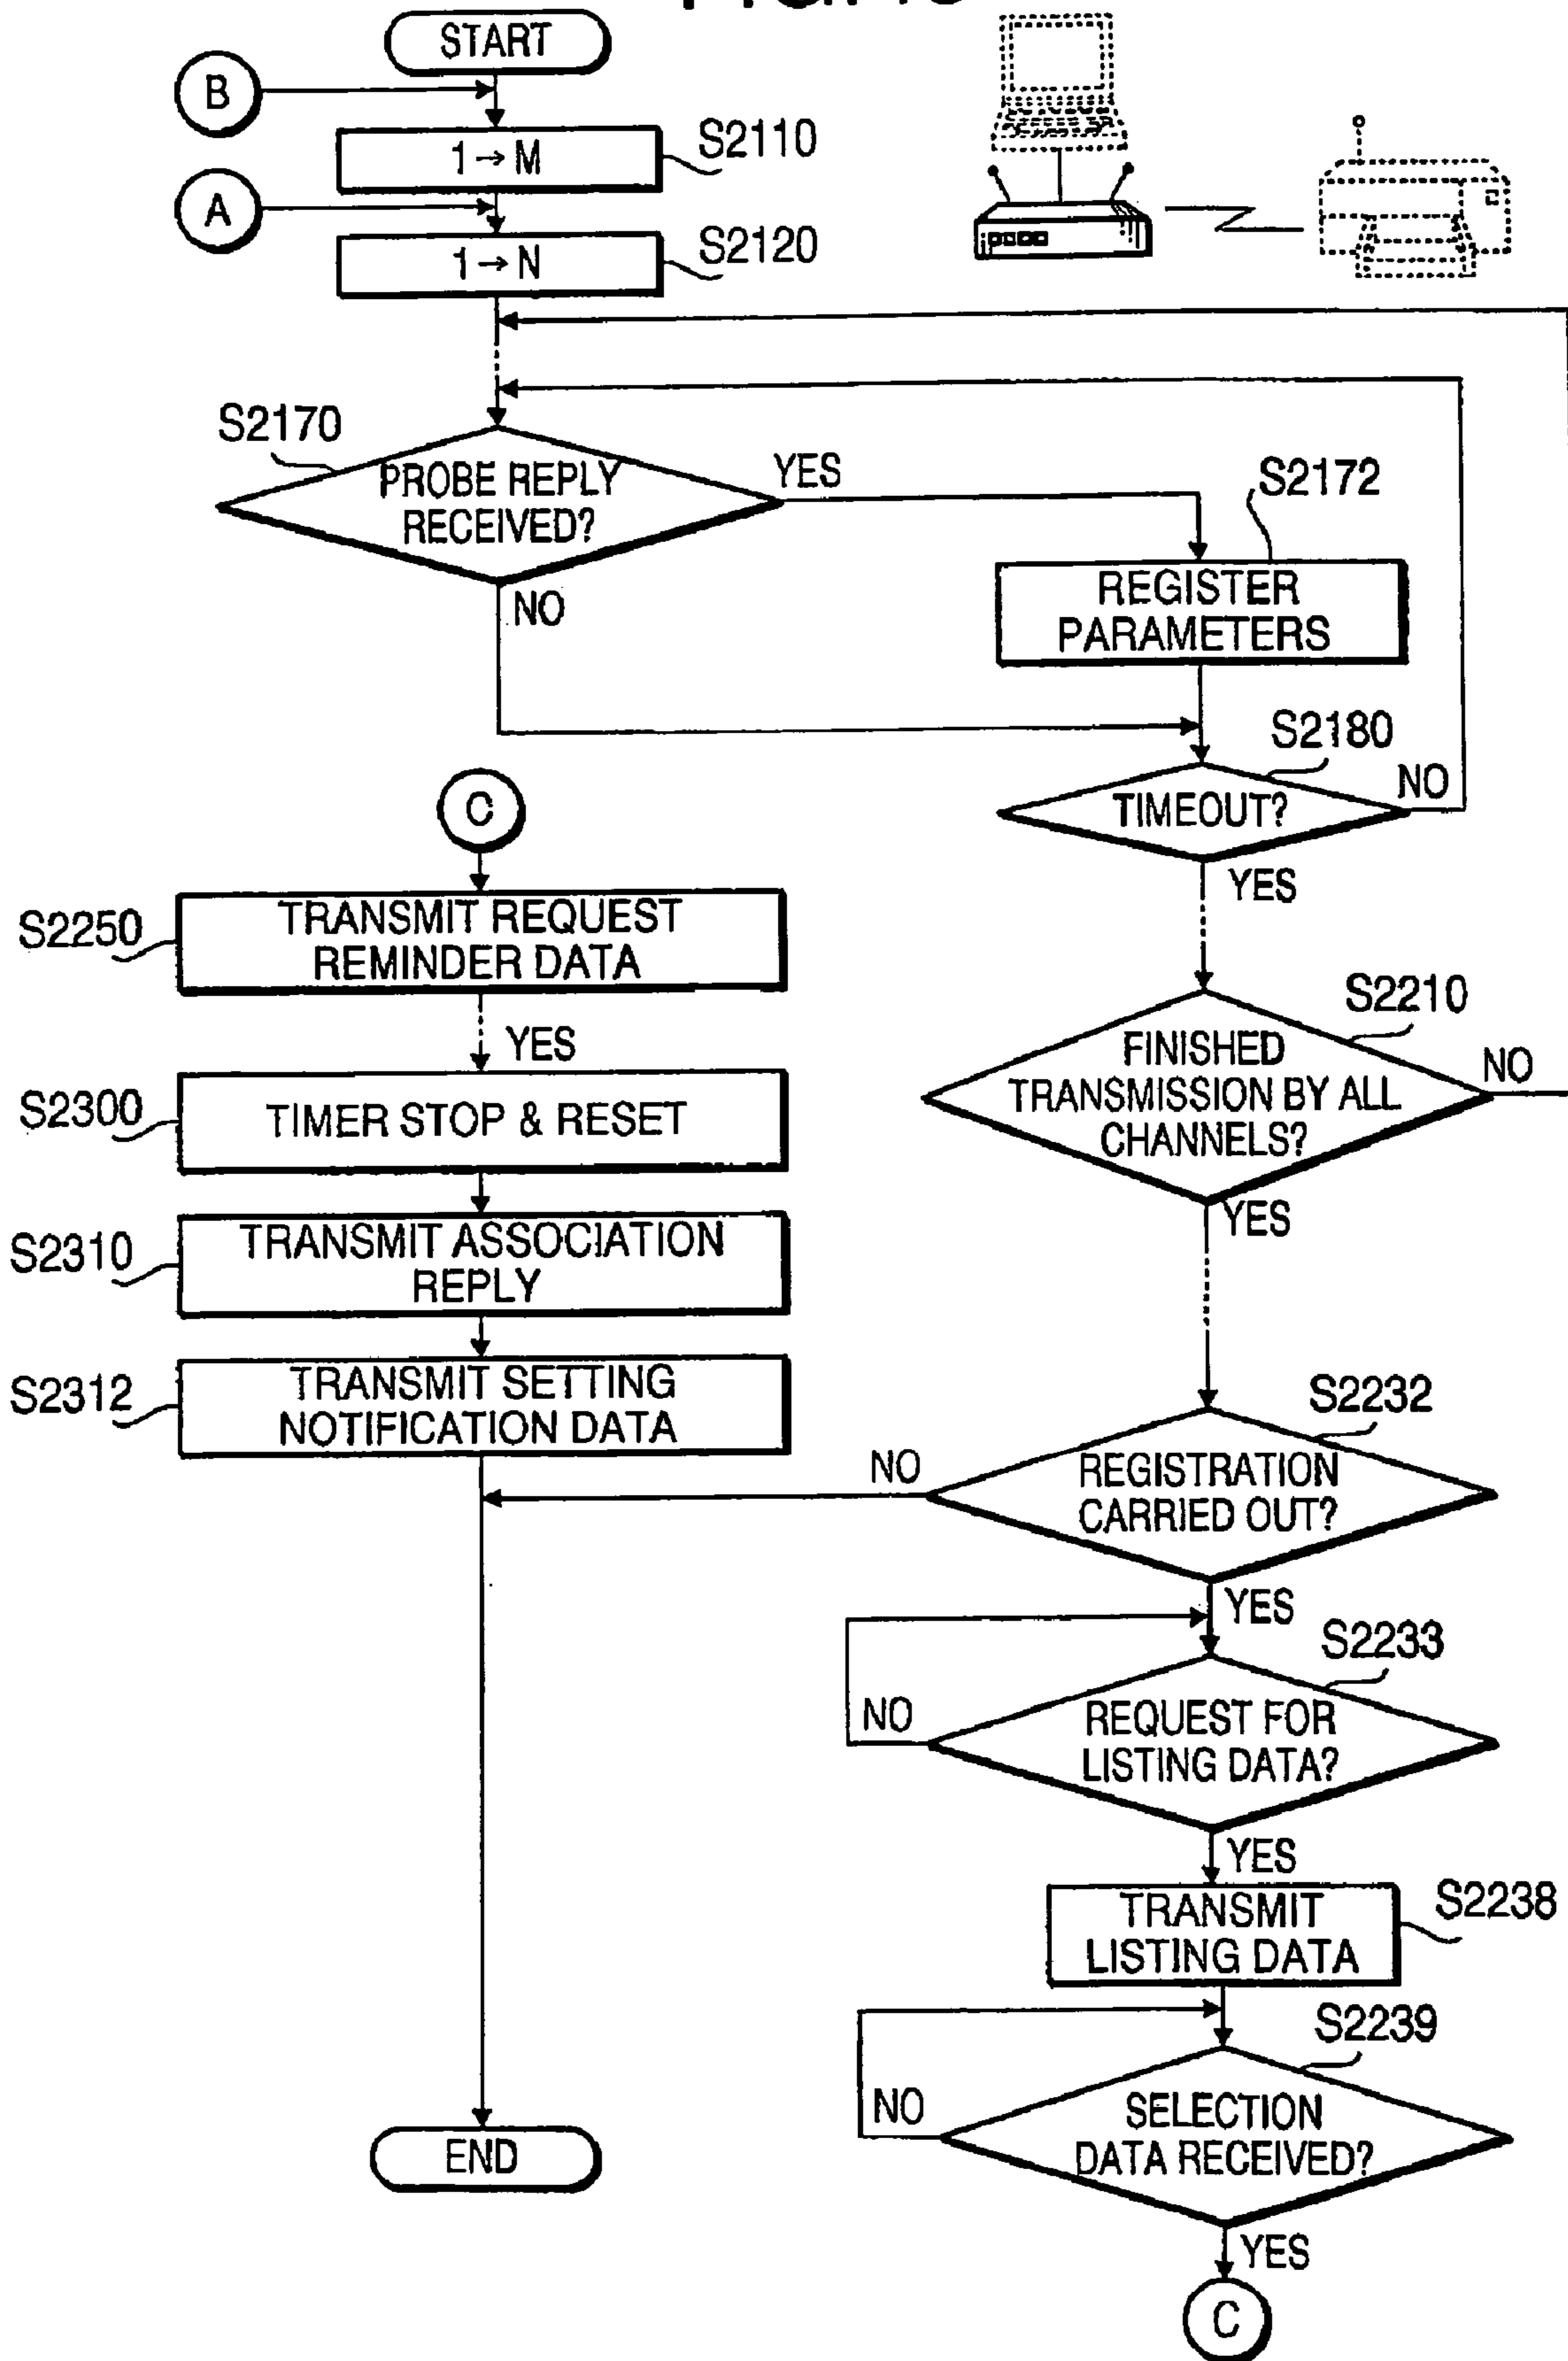 START
B
1→M
S2110
A
1→N
S2120
S2170
PROBE REPLY
RECEIVED?
YES
NO
S2172
REGISTER
PARAMETERS
S2180
TIMEOUT?
NO
YES
C
S2250
TRANSMIT REQUEST
REMINDER DATA
YES
S2300
TIMER STOP & RESET
S2310
TRANSMIT ASSOCIATION
REPLY
S2312
TRANSMIT SETTING
NOTIFICATION DATA
S2210
FINISHED
TRANSMISSION BY ALL
CHANNELS?
NO
YES
S2232
REGISTRATION
CARRIED OUT?
NO
YES
S2233
REQUEST FOR
LISTING DATA?
NO
YES
TRANSMIT
LISTING DATA
S2238
S2239
SELECTION
DATA RECEIVED?
NO
YES
C
END